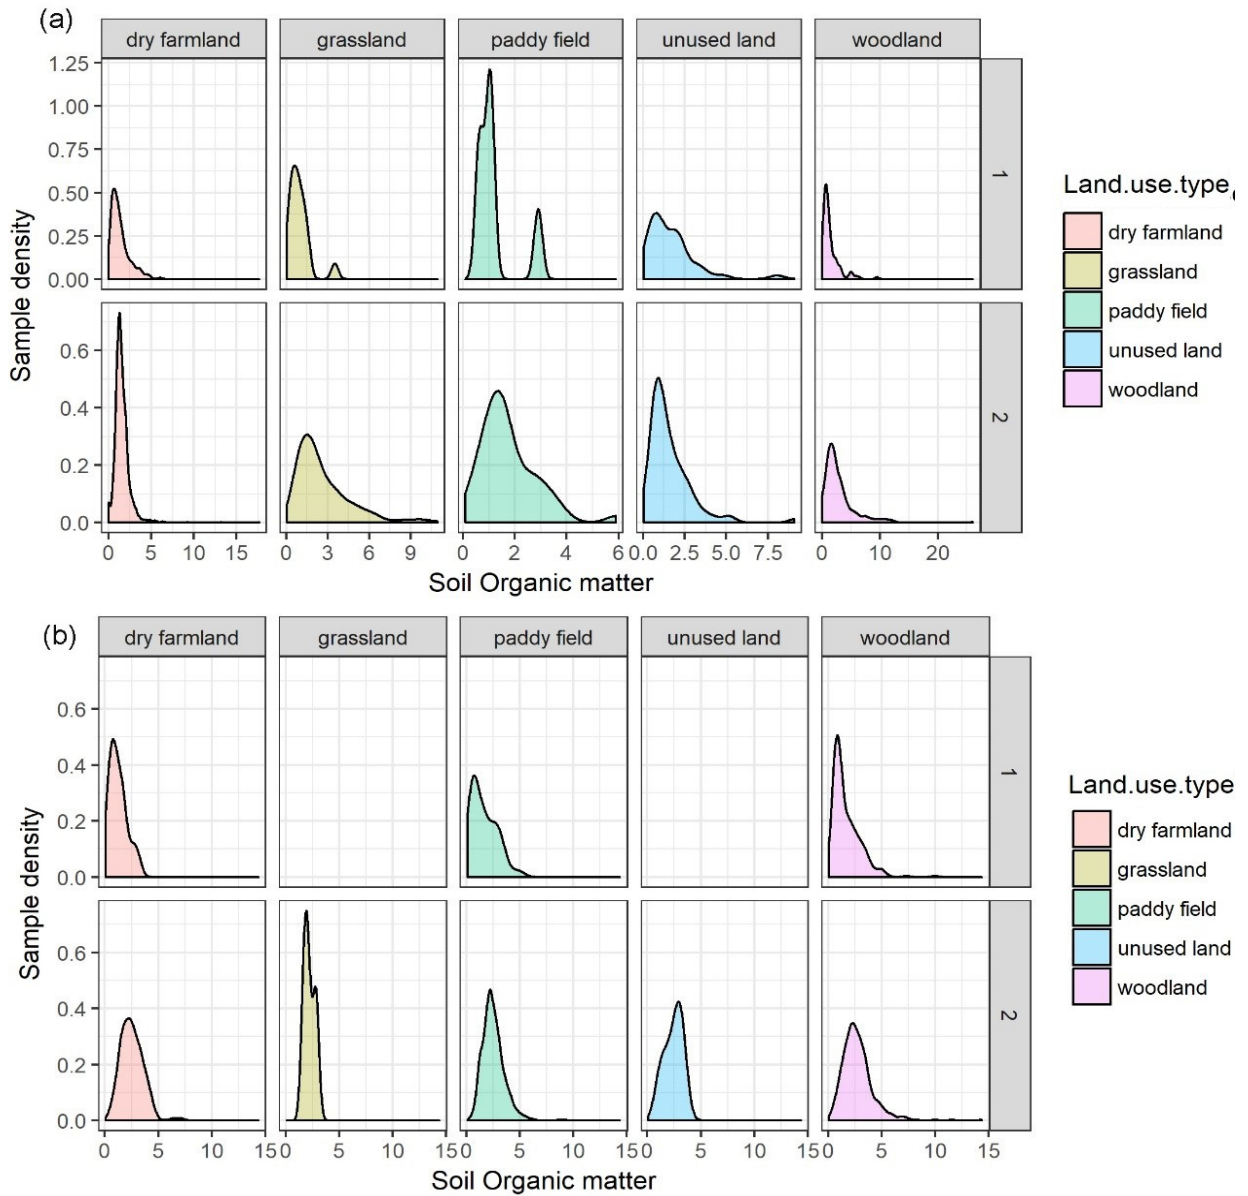 (a)
dry farmland grassland paddy field unused land woodland
1.25
1.00
0.75
0.50
0.25
0.00
1
0.6
0.4
0.2
0.0
2
Sample density
0 5 10 15 0 3 6 9 0 2 4 6 0.0 2.5 5.0 7.5 0 10 20
Soil Organic matter
Land.use.type
dry farmland
grassland
paddy field
unused land
woodland
(b)
dry farmland grassland paddy field unused land woodland
0.6
0.4
0.2
0.0
1
0.6
0.4
0.2
0.0
2
Sample density
0 5 10 15 0 5 10 15 0 5 10 15 0 5 10 15 0 5 10 15
Soil Organic matter
Land.use.type
dry farmland
grassland
paddy field
unused land
woodland